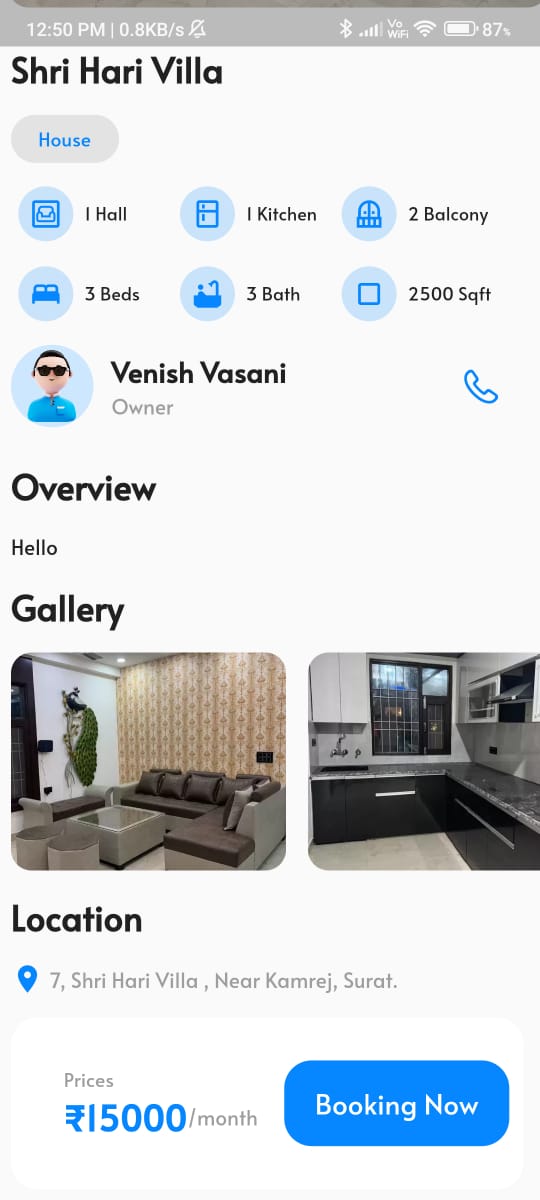 12:50 PM | 0.8KB/s
Vo
WiFi
87%
Shri Hari Villa
House
1 Hall
1 Kitchen
2 Balcony
3 Beds
3 Bath
2500 Sqft
Venish Vasani
Owner
Overview
Hello
Gallery
Location
7, Shri Hari Villa , Near Kamrej, Surat.
Prices
₹15000/month
Booking Now